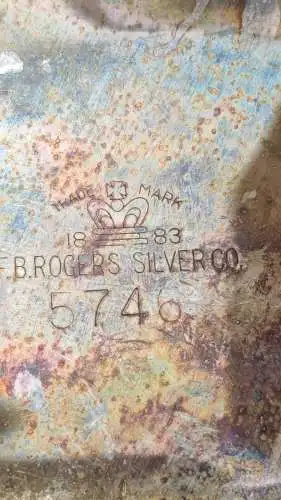 TRADE MARK
18 83
F.B.ROGERS SILVER CO.
5746